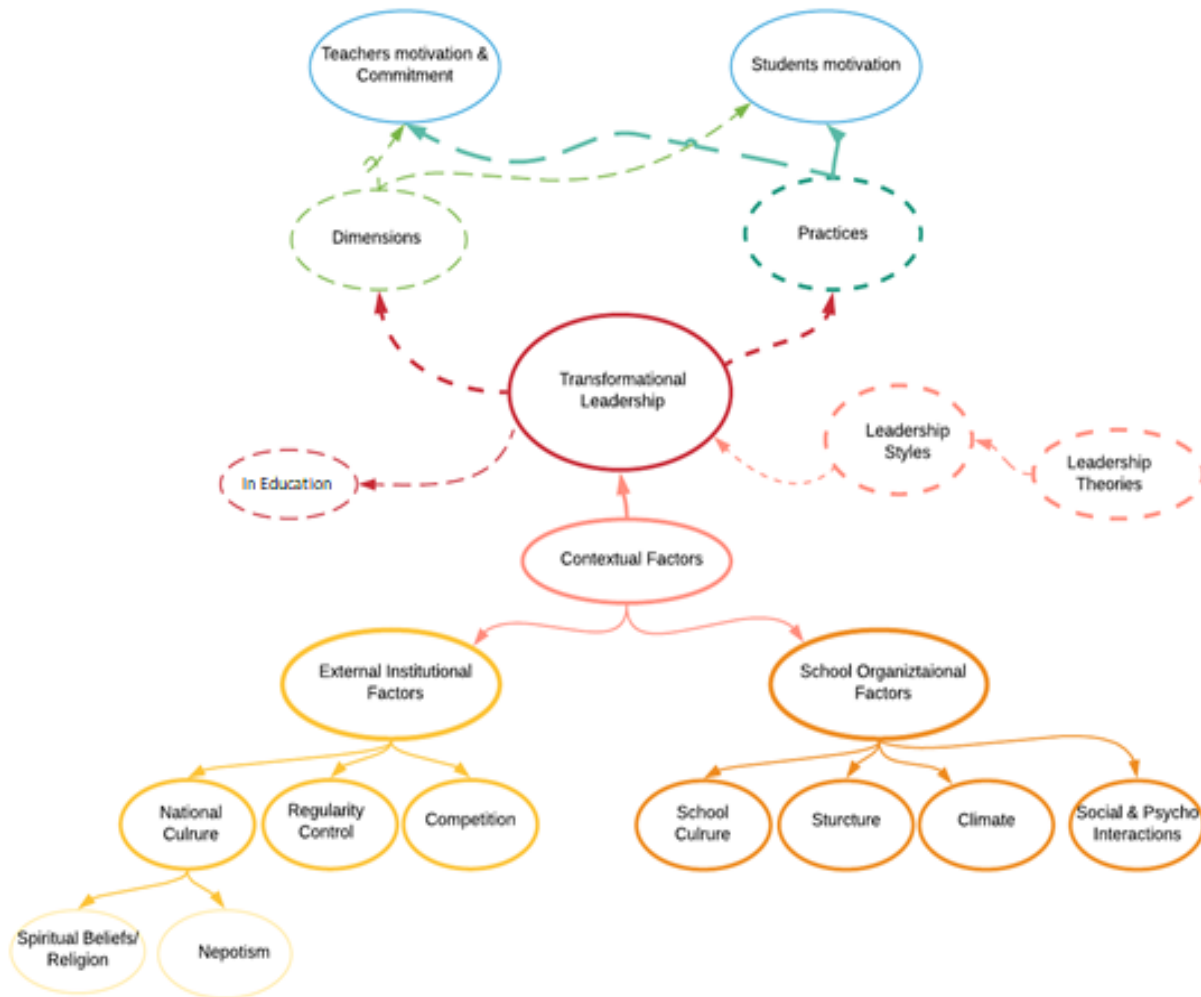 Teachers motivation &
Commitment
Students motivation
Dimensions
Practices
Transformational
Leadership
Leadership
Styles
Leadership
Theories
In Education
Contextual Factors
External Institutional
Factors
School Organiztaional
Factors
National
Culrure
Regularity
Control
Competition
School
Culrure
Sturcture
Climate
Social & Psycho
Interactions
Spiritual Beliefs/
Religion
Nepotism